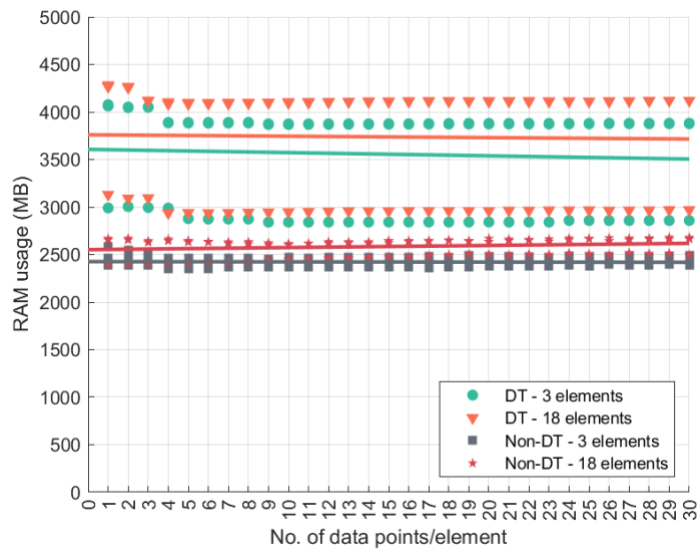 5000
4500
4000
3500
3000
2500
2000
1500
1000
500
0
RAM usage (MB)
0 1 2 3 4 5 6 7 8 9 10 11 12 13 14 15 16 17 18 19 20 21 22 23 24 25 26 27 28 29 30
No. of data points/element
DT - 3 elements
DT - 18 elements
Non-DT - 3 elements
Non-DT - 18 elements